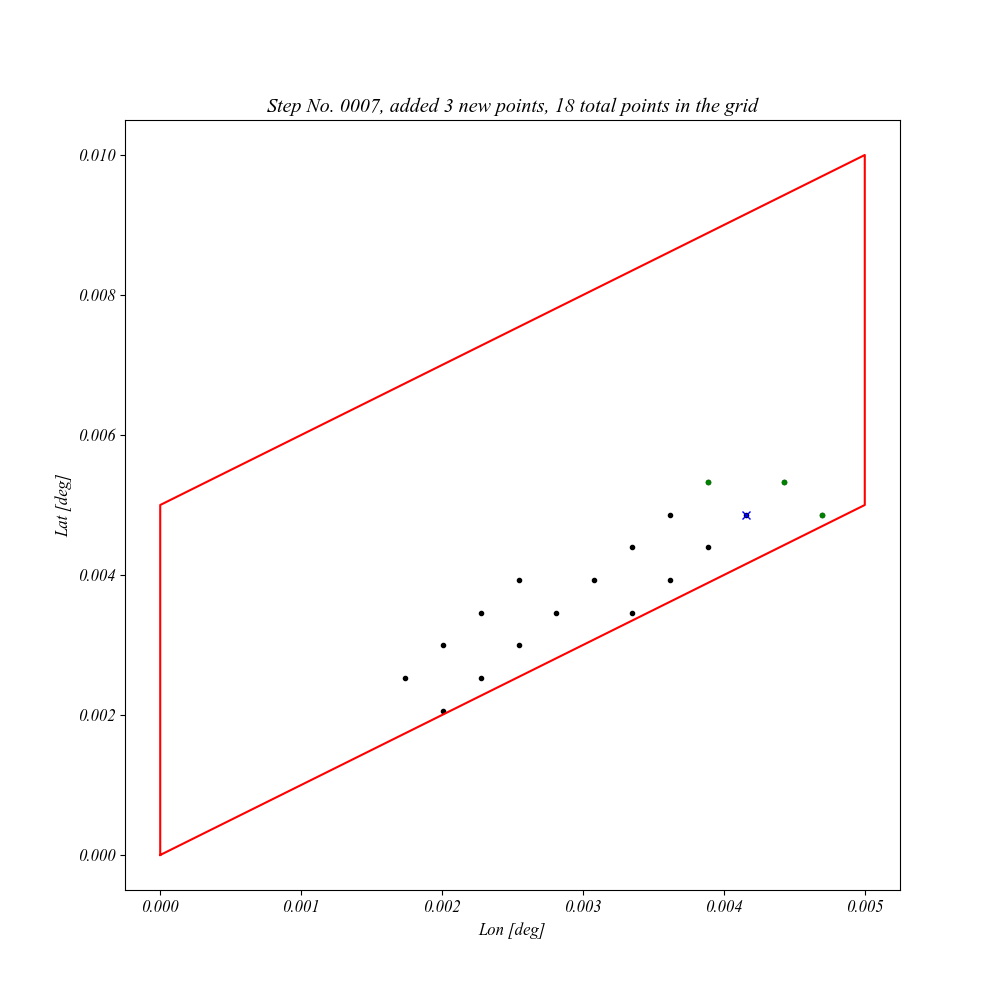 Step No. 0007, added 3 new points, 18 total points in the grid
0.010
0.008
0.006
0.004
0.002
0.000
Lat [deg]
0.000 0.001 0.002 0.003 0.004 0.005
Lon [deg]